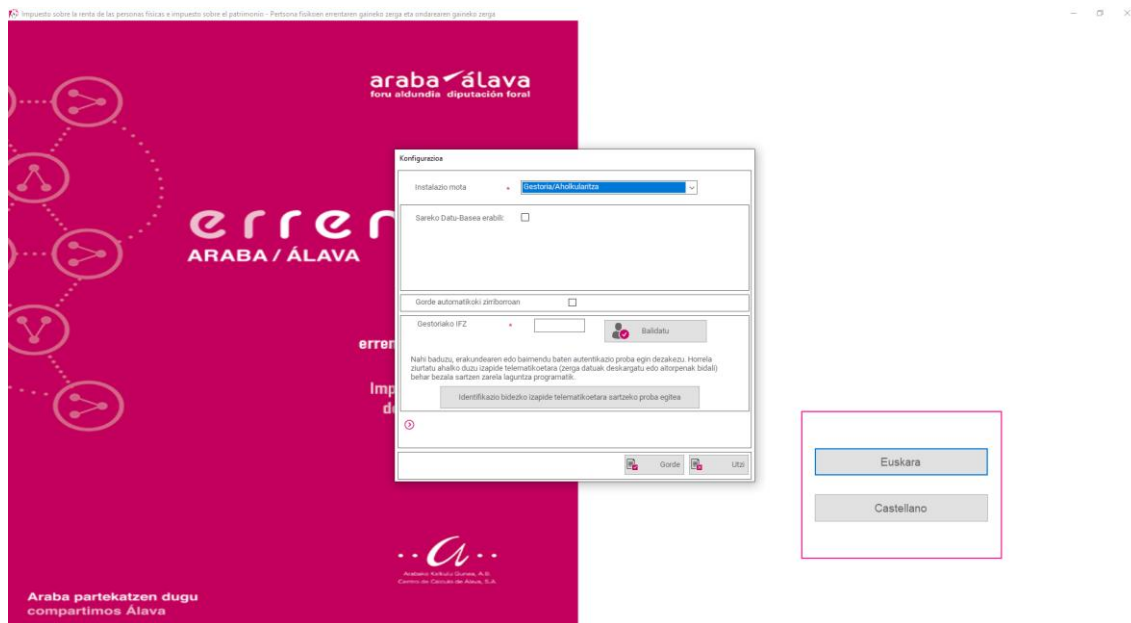 Impuesto sobre la renta de las personas físicas e impuesto sobre el patrimonio - Pertsona fisikoen errentaren gaineko zerga eta ondarearen gaineko zerga
araba álava
foru aldundia diputación foral
Konfigurazioa
Instalazio mota * Gestoria/Aholkularitza
Sareko Datu-Basea erabili:
erren
ARABA / ÁLAVA
Gorde automatikoki zirriborroan
Gestoriako IFZ * Balidatu
erren
Nahi baduzu, erakundearen edo baimendu baten autentikazio proba egin dezakezu. Horrela
ziurtatu ahalko duzu izapide telematikoetara (zerga datuak deskargatu edo aitorpenak bidali)
behar bezala sartzen zarela laguntza programatik.
Imp
Identifikazio bidezko izapide telematikoetara sartzeko proba egitea
de
Gorde Utzi
Euskara
Castellano
Arabako Kalkulu Gunea, A.B.
Centro de Cálculo de Álava, S.A.
Araba partekatzen dugu
compartimos Álava